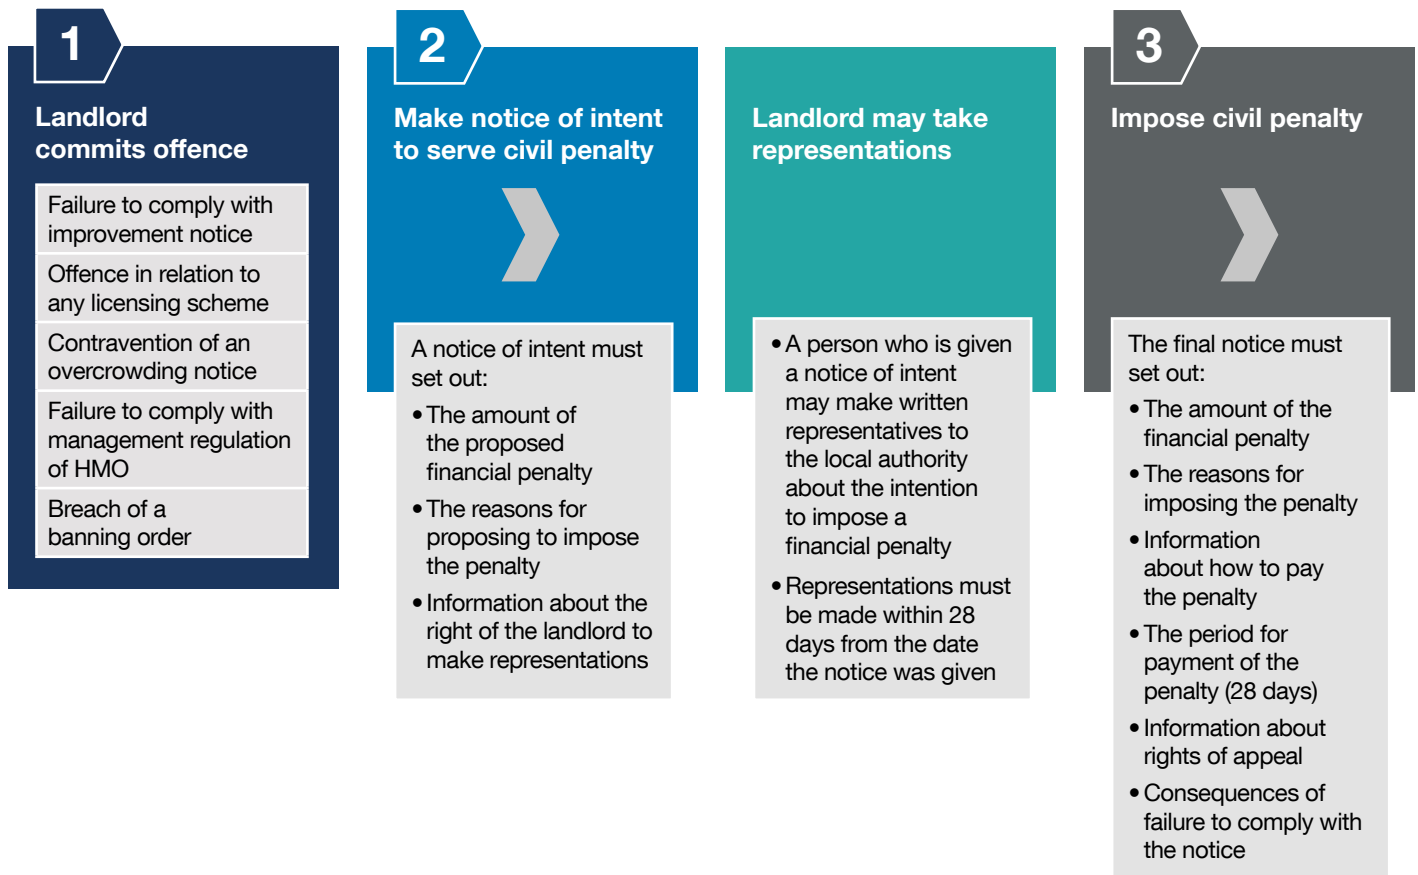 1
Landlord
commits offence
Failure to comply with
improvement notice
Offence in relation to
any licensing scheme
Contravention of an
overcrowding notice
Failure to comply with
management regulation
of HMO
Breach of a
banning order
2
Make notice of intent
to serve civil penalty
A notice of intent must
set out:
• The amount of
the proposed
financial penalty
• The reasons for
proposing to impose
the penalty
• Information about the
right of the landlord to
make representations
Landlord may take
representations
• A person who is given
a notice of intent
may make written
representatives to
the local authority
about the intention
to impose a
financial penalty
• Representations must
be made within 28
days from the date
the notice was given
3
Impose civil penalty
The final notice must
set out:
• The amount of the
financial penalty
• The reasons for
imposing the penalty
• Information
about how to pay
the penalty
• The period for
payment of the
penalty (28 days)
• Information about
rights of appeal
• Consequences of
failure to comply with
the notice